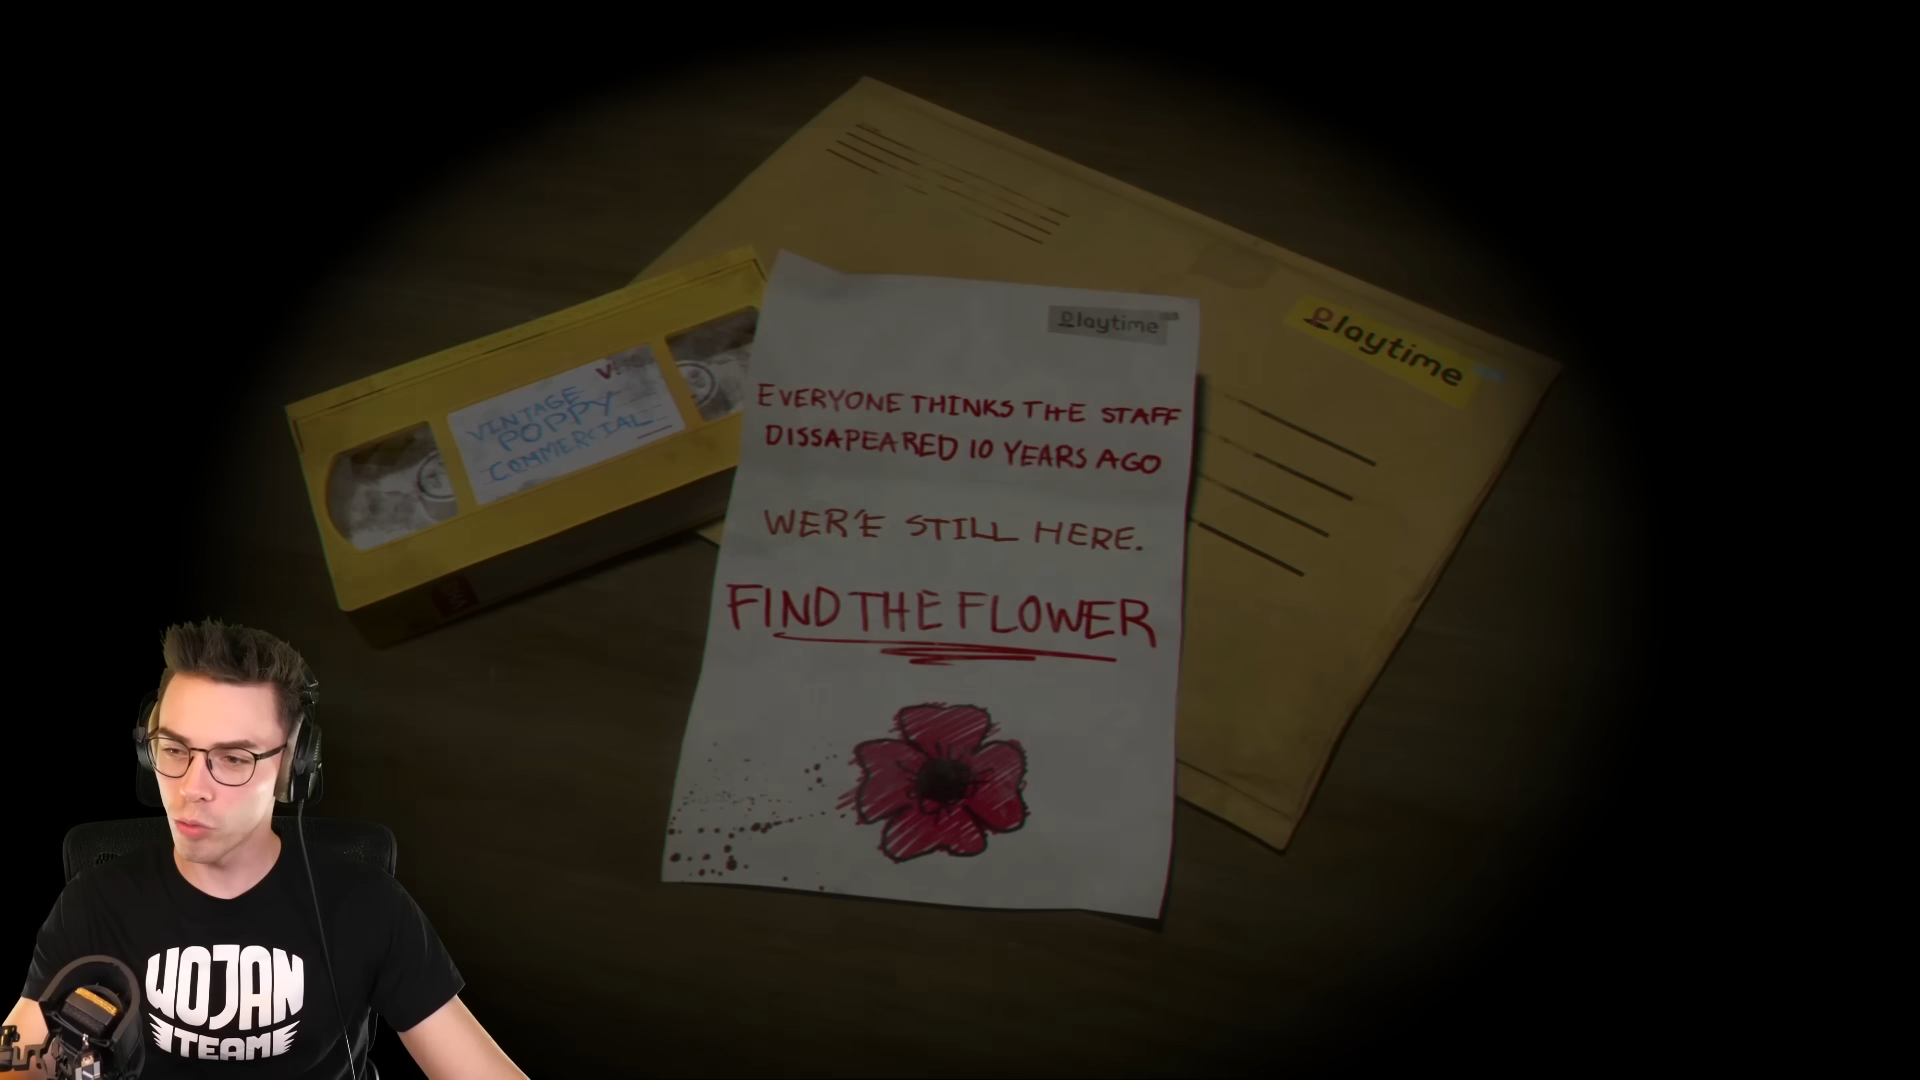 Playtime
Playtime
VINTAGE
POPPY
COMMERCIAL
EVERYONE THINKS THE STAFF
DISSAPEARED 10 YEARS AGO
WER'E STILL HERE.
FIND THE FLOWER
WOJAN
TEAM